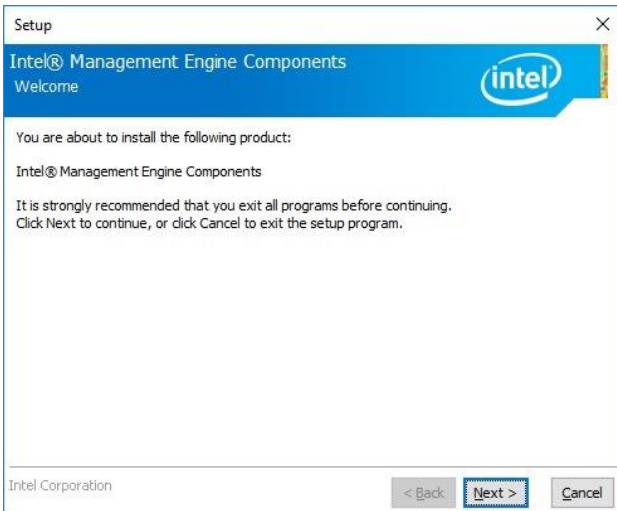 Setup
Intel® Management Engine Components
Welcome
intel
You are about to install the following product:
Intel® Management Engine Components
It is strongly recommended that you exit all programs before continuing.
Click Next to continue, or click Cancel to exit the setup program.
Intel Corporation
< Back Next > Cancel